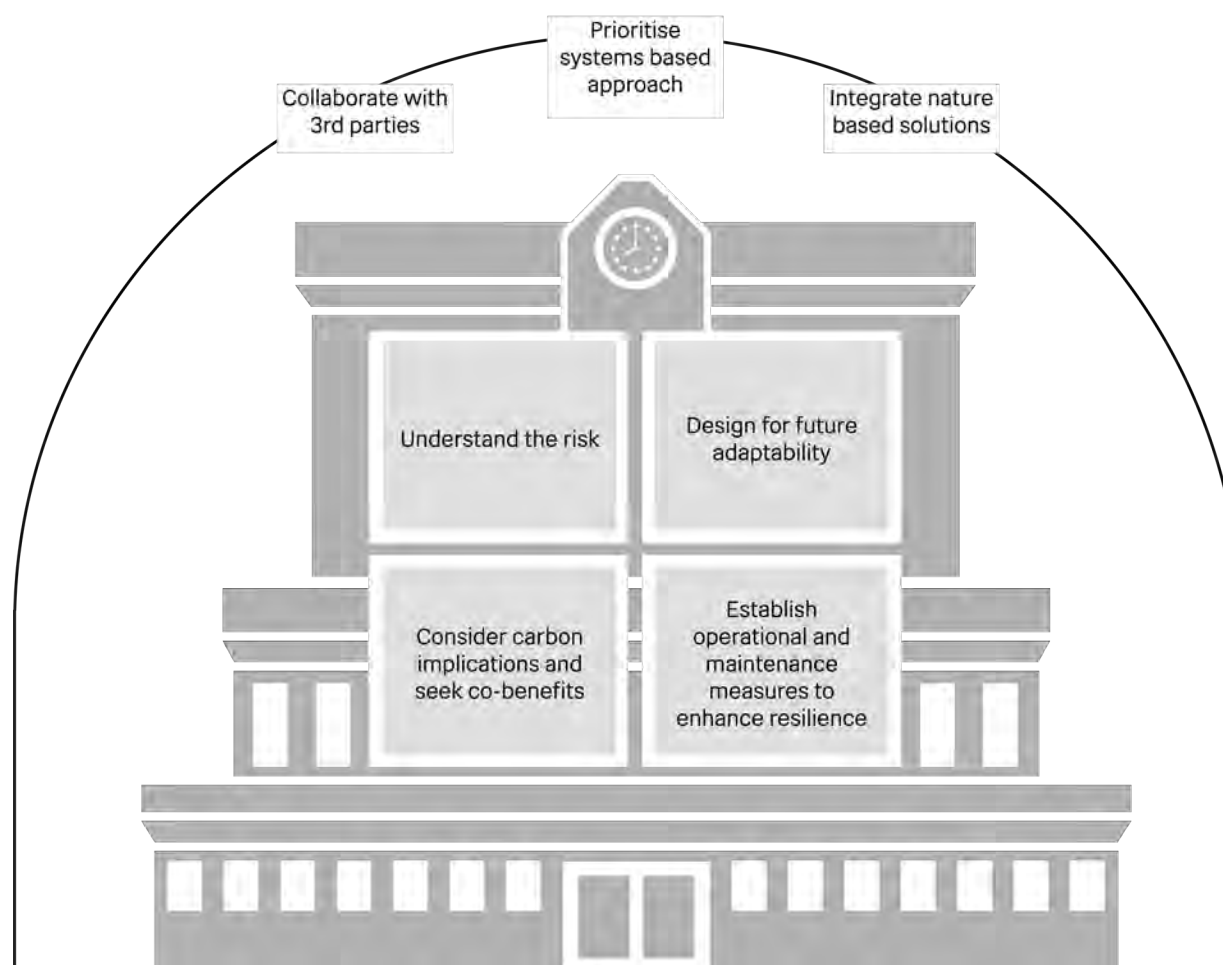 Prioritise
systems based
approach
Collaborate with
3rd parties
Integrate nature
based solutions
Understand the risk
Design for future
adaptability
Consider carbon
implications and
seek co-benefits
Establish
operational and
maintenance
measures to
enhance resilience